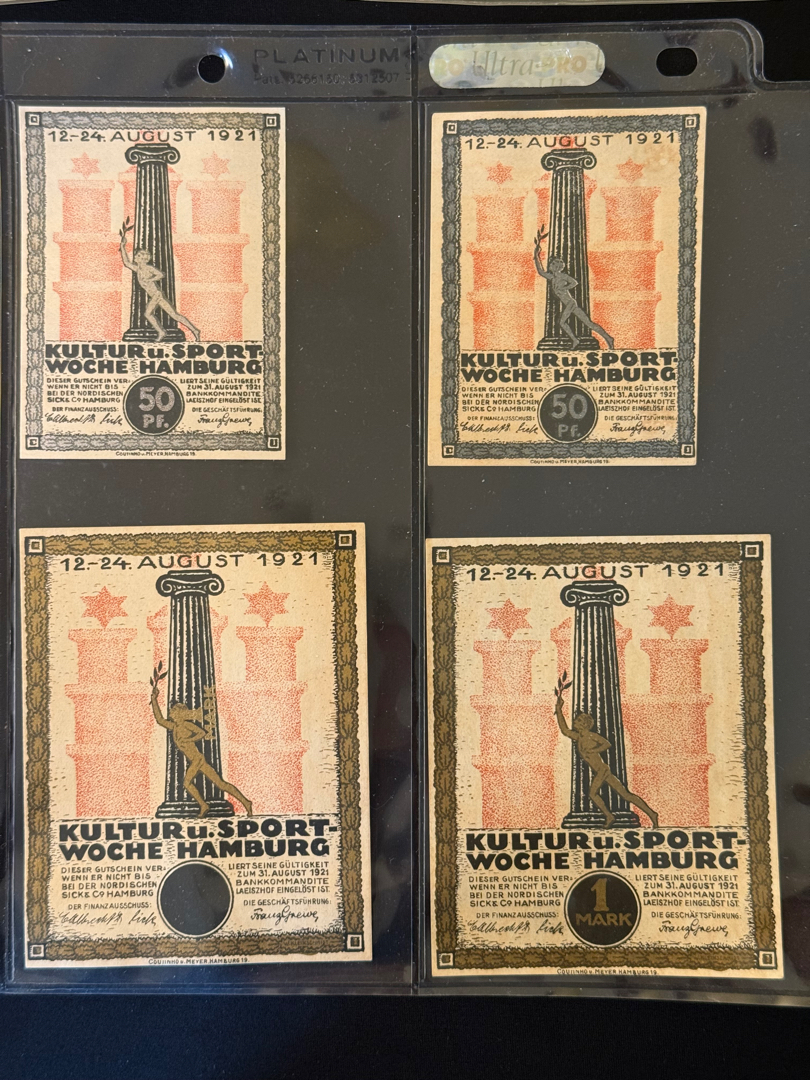 PLATINUM
Ultra·PRO
12.-24. AUGUST 1921
KULTUR u. SPORT-
WOCHE HAMBURG
DIESER GUTSCHEIN VER-
WENN ER NICHT BIS
BEI DER NORDISCHEN
SICK & CO HAMBURG
LIERT SEINE GÜLTIGKEIT
ZUM 31. AUGUST 1921
BANKKOMMANDITE
LAEISZHOF EINGELÖST IST.
50
PF.
DER FINANZAUSSCHUSS:
DIE GESCHÄFTSFÜHRUNG:
COUTINHO u. MEYER, HAMBURG 19.
12.-24. AUGUST 1921
KULTUR u. SPORT-
WOCHE HAMBURG
DIESER GUTSCHEIN VER-
WENN ER NICHT BIS
BEI DER NORDISCHEN
SICK & CO HAMBURG
LIERT SEINE GÜLTIGKEIT
ZUM 31. AUGUST 1921
BANKKOMMANDITE
LAEISZHOF EINGELÖST IST.
50
PF
DER FINANZAUSSCHUSS:
DIE GESCHÄFTSFÜHRUNG:
COUTINHO u. MEYER, HAMBURG 19.
12.-24. AUGUST 1921
KULTUR u. SPORT-
WOCHE HAMBURG
DIESER GUTSCHEIN VER-
WENN ER NICHT BIS
BEI DER NORDISCHEN
SICK & CO HAMBURG
LIERT SEINE GÜLTIGKEIT
ZUM 31. AUGUST 1921
BANKKOMMANDITE
LAEISZHOF EINGELÖST IST.
DER FINANZAUSSCHUSS:
DIE GESCHÄFTSFÜHRUNG:
COUTINHO u. MEYER, HAMBURG 19.
12.-24. AUGUST 1921
KULTUR u. SPORT-
WOCHE HAMBURG
DIESER GUTSCHEIN VER-
WENN ER NICHT BIS
BEI DER NORDISCHEN
SICK & CO HAMBURG
LIERT SEINE GÜLTIGKEIT
ZUM 31. AUGUST 1921
BANKKOMMANDITE
LAEISZHOF EINGELÖST IST.
1
MARK
DER FINANZAUSSCHUSS:
DIE GESCHÄFTSFÜHRUNG:
COUTINHO u. MEYER, HAMBURG 19.